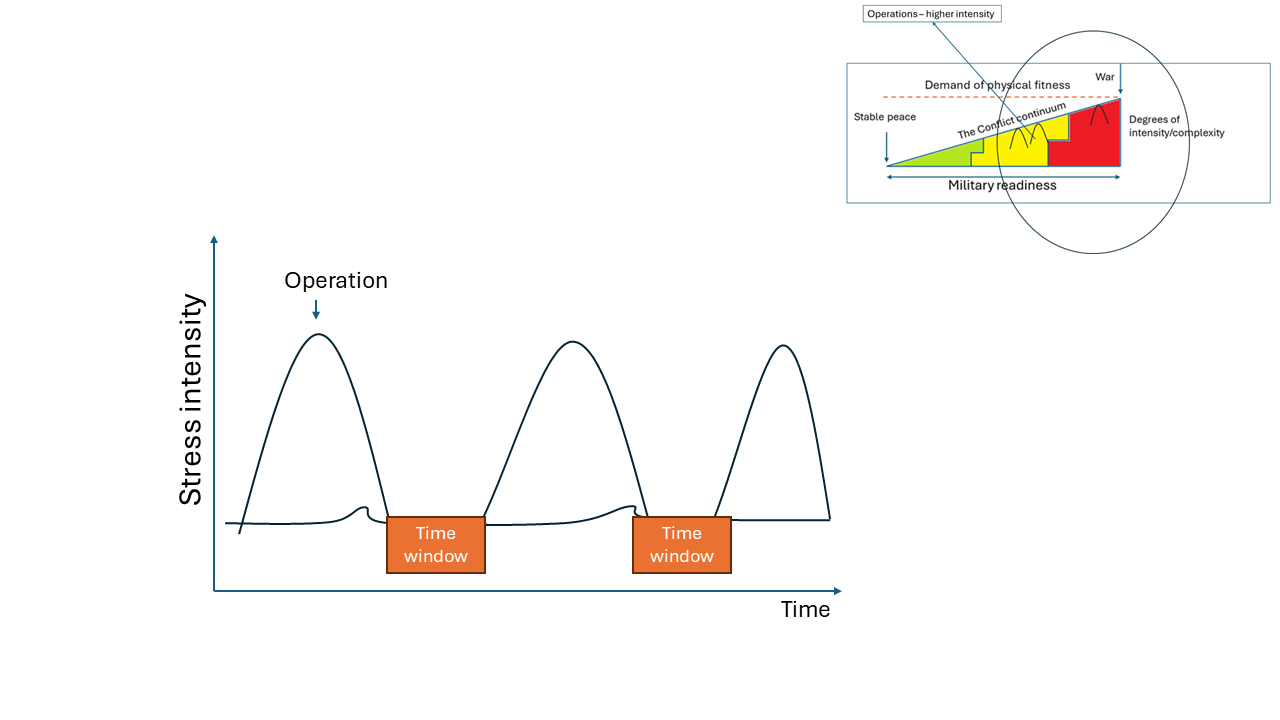 Operations – higher intensity
War
Demand of physical fitness
The Conflict continuum
Stable peace
Degrees of
intensity/complexity
Military readiness
Operation
Stress intensity
Time
window
Time
window
Time